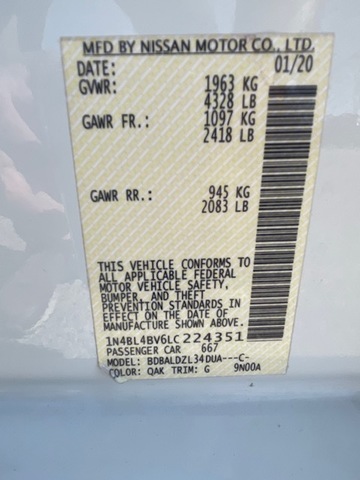 MFD BY NISSAN MOTOR CO., LTD.
DATE: 01/20
GVWR: 1963 KG
4328 LB
GAWR FR.: 1097 KG
2418 LB
GAWR RR.: 945 KG
2083 LB
THIS VEHICLE CONFORMS TO
ALL APPLICABLE FEDERAL
MOTOR VEHICLE SAFETY,
BUMPER, AND THEFT
PREVENTION STANDARDS
IN EFFECT ON THE DATE OF
MANUFACTURE SHOWN ABOVE.
1N4BL4BV6LC224351
PASSENGER CAR 667
MODEL: BDBALDZL34DUA---C-
COLOR: QAK TRIM: G 9N00A